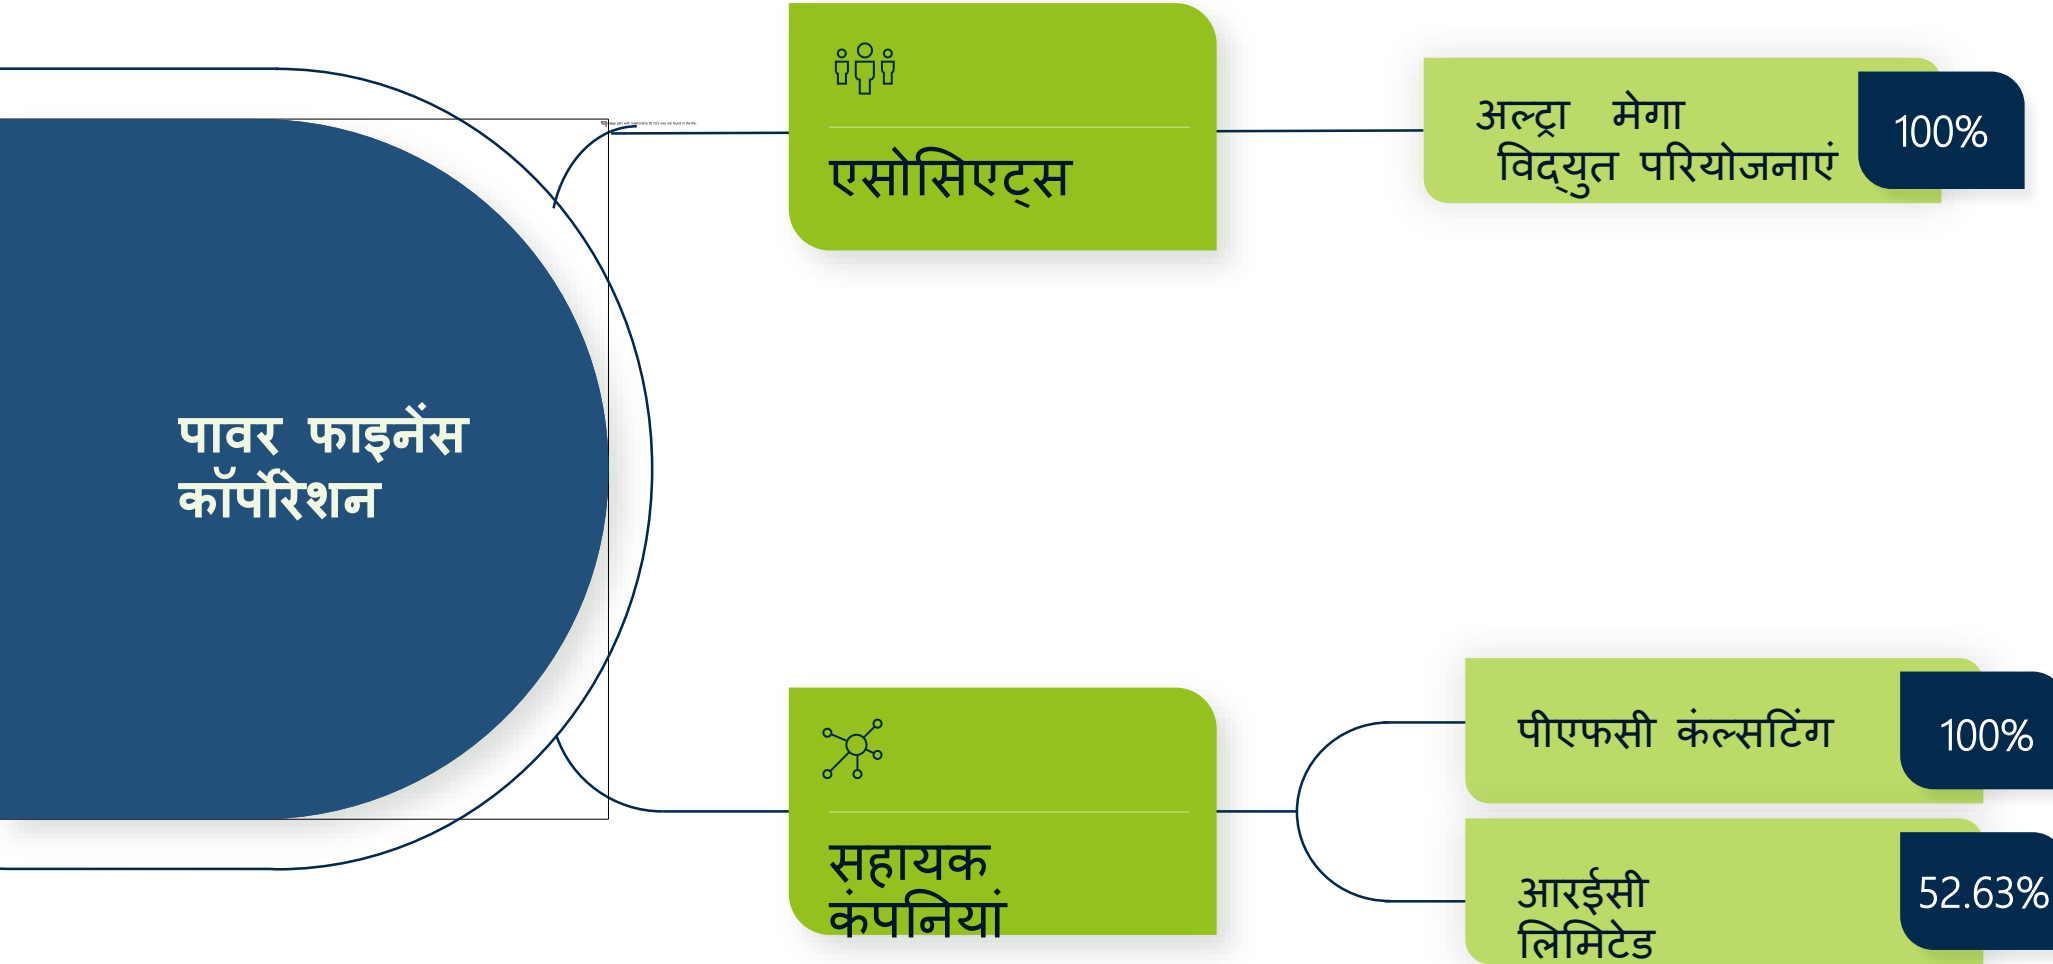 एसोसिएट्स
अल्ट्रा मेगा
विद्युत परियोजनाएं
100%
पावर फाइनेंस
कॉर्पोरेशन
सहायक
कंपनियां
पीएफसी कंल्सटिंग
100%
आरईसी
लिमिटेड
52.63%